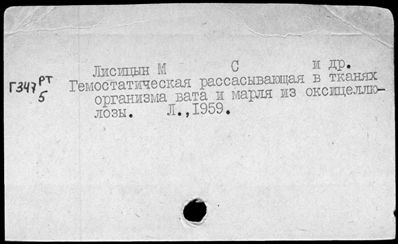 Лисицын М С и др.
Г347 РТ
5
Гемостатическая рассасывающая в тканях
организма вата и марля из оксицеллю-
лозы. Л.,1959.